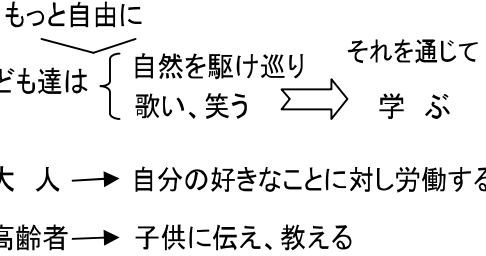 もっと自由に
ども達は
自然を駆け巡り
歌い、笑う
それを通じて
学ぶ
大人
自分の好きなことに対し労働する
高齢者
子供に伝え、教える